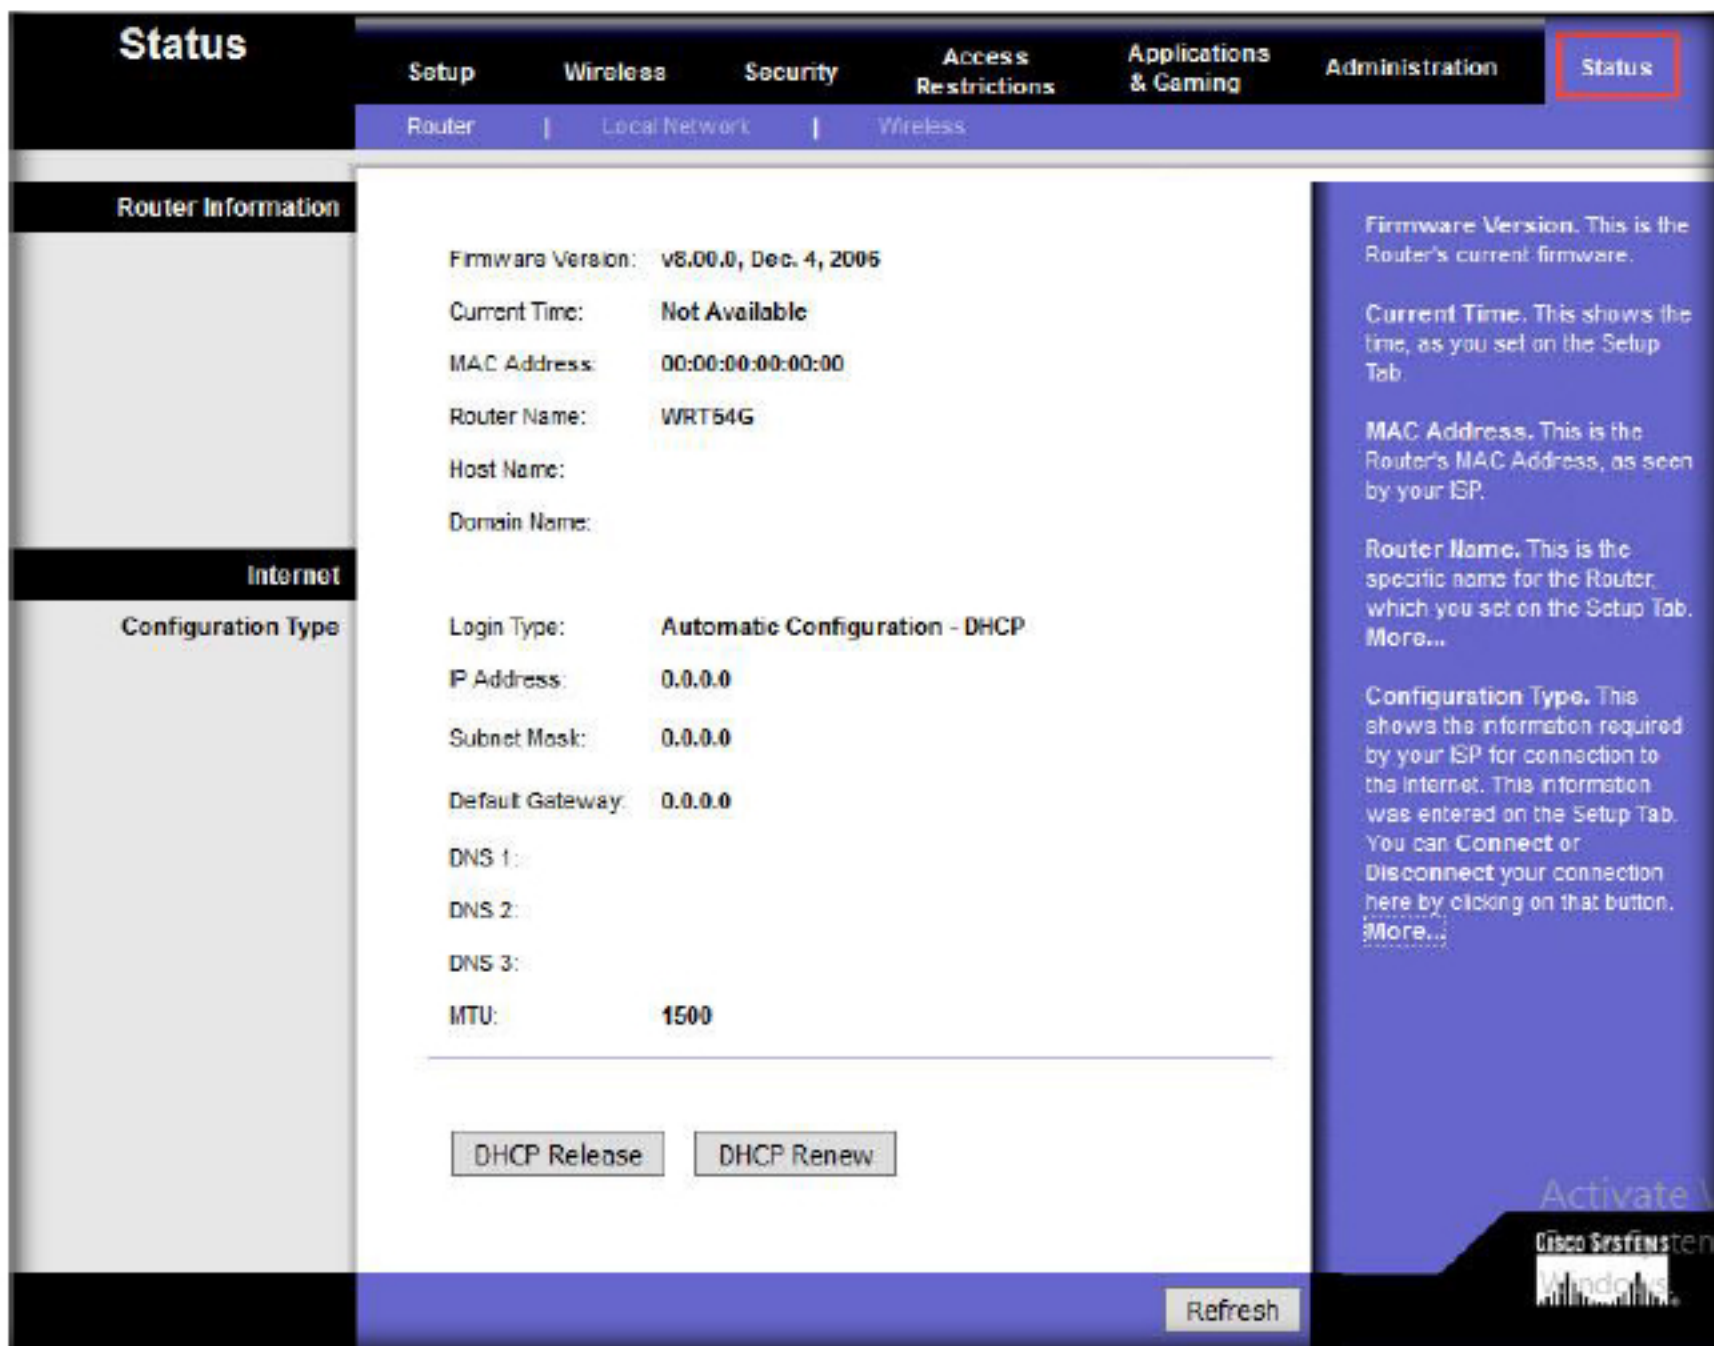 Status
Setup
Wireless
Security
Access
Restrictions
Applications
& Gaming
Administration
Status
Router | Local Network | Wireless
Router Information
Firmware Version: v8.00.0, Dec. 4, 2006
Current Time: Not Available
MAC Address: 00:00:00:00:00:00
Router Name: WRT54G
Host Name:
Domain Name:
Internet
Configuration Type
Login Type: Automatic Configuration - DHCP
IP Address: 0.0.0.0
Subnet Mask: 0.0.0.0
Default Gateway: 0.0.0.0
DNS 1:
DNS 2:
DNS 3:
MTU: 1500
DHCP Release
DHCP Renew
Firmware Version. This is the
Router's current firmware.
Current Time. This shows the
time, as you set on the Setup
Tab.
MAC Address. This is the
Router's MAC Address, as seen
by your ISP.
Router Name. This is the
specific name for the Router,
which you set on the Setup Tab.
More...
Configuration Type. This
shows the information required
by your ISP for connection to
the Internet. This information
was entered on the Setup Tab.
You can Connect or
Disconnect your connection
here by clicking on that button.
More...
Activate
CISCO SYSTEMS
Windows.
Refresh